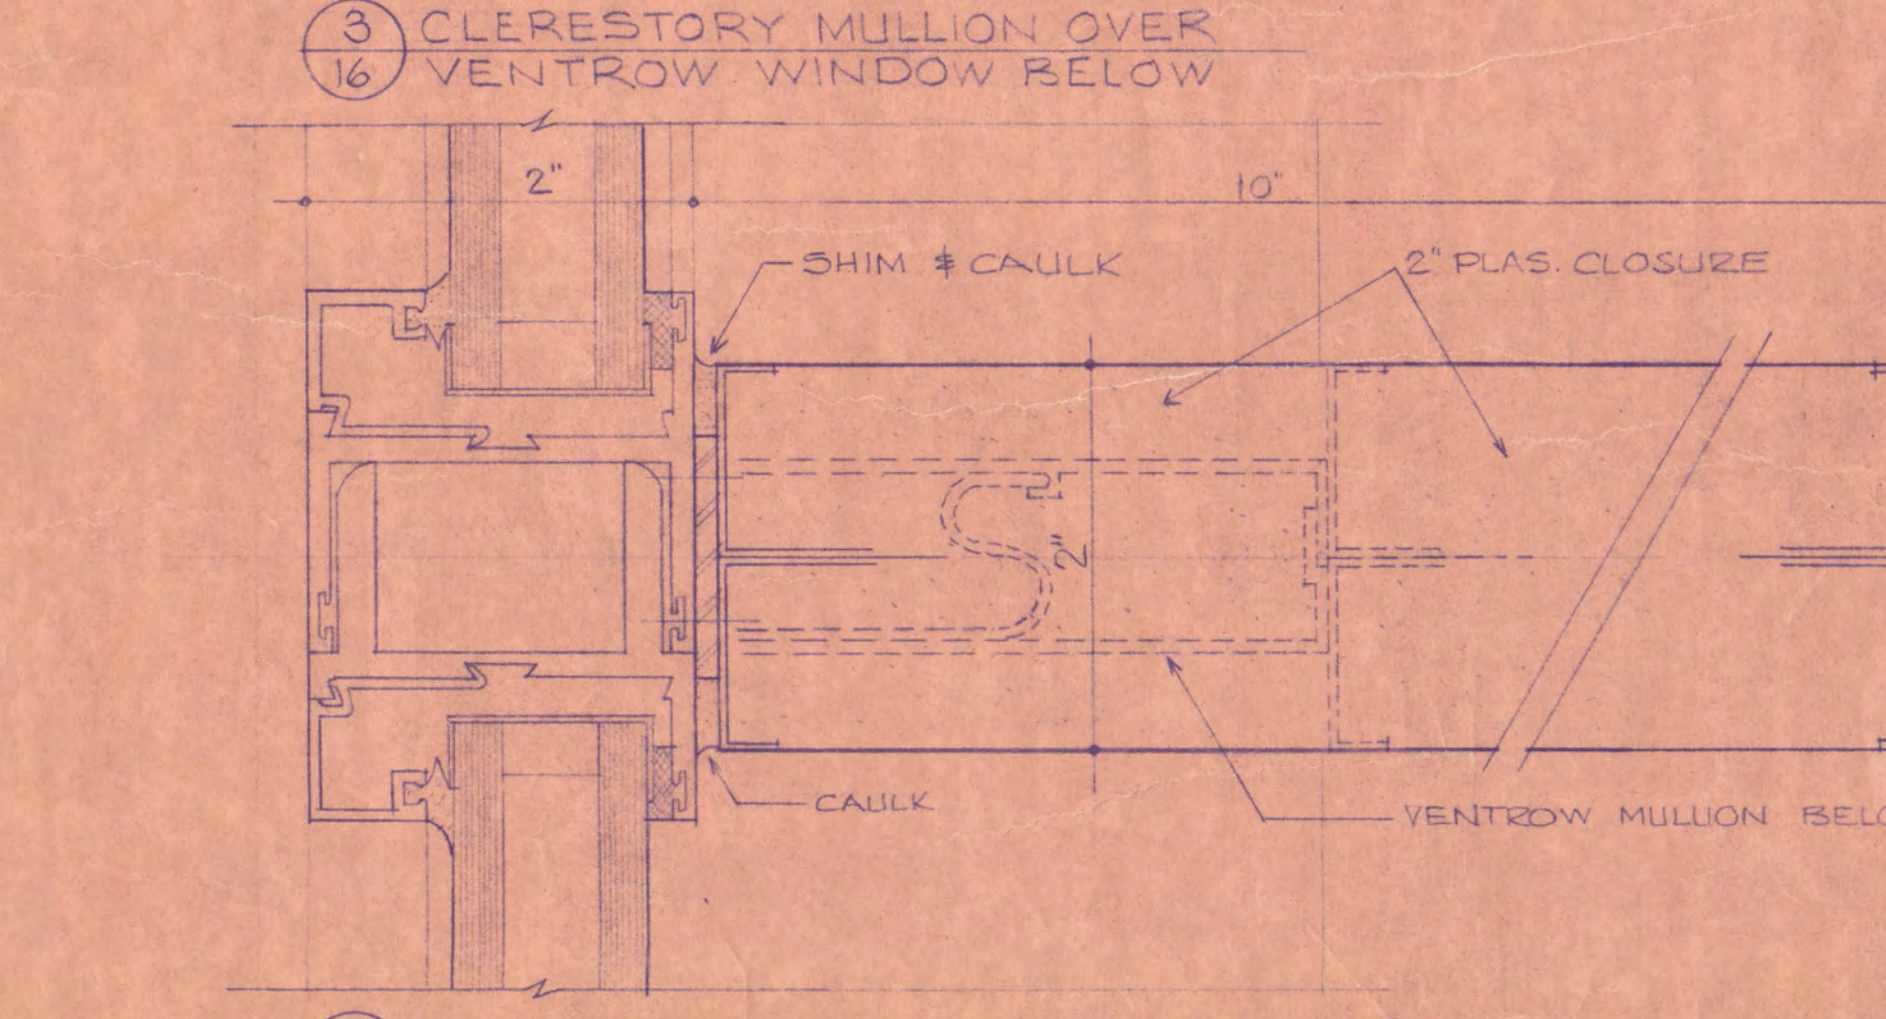 3 CLERESTORY MULLION OVER
16 VENTROW WINDOW BELOW
2" 10"
SHIM & CAULK 2" PLAS. CLOSURE
2"
CAULK VENTROW MULLION BELO